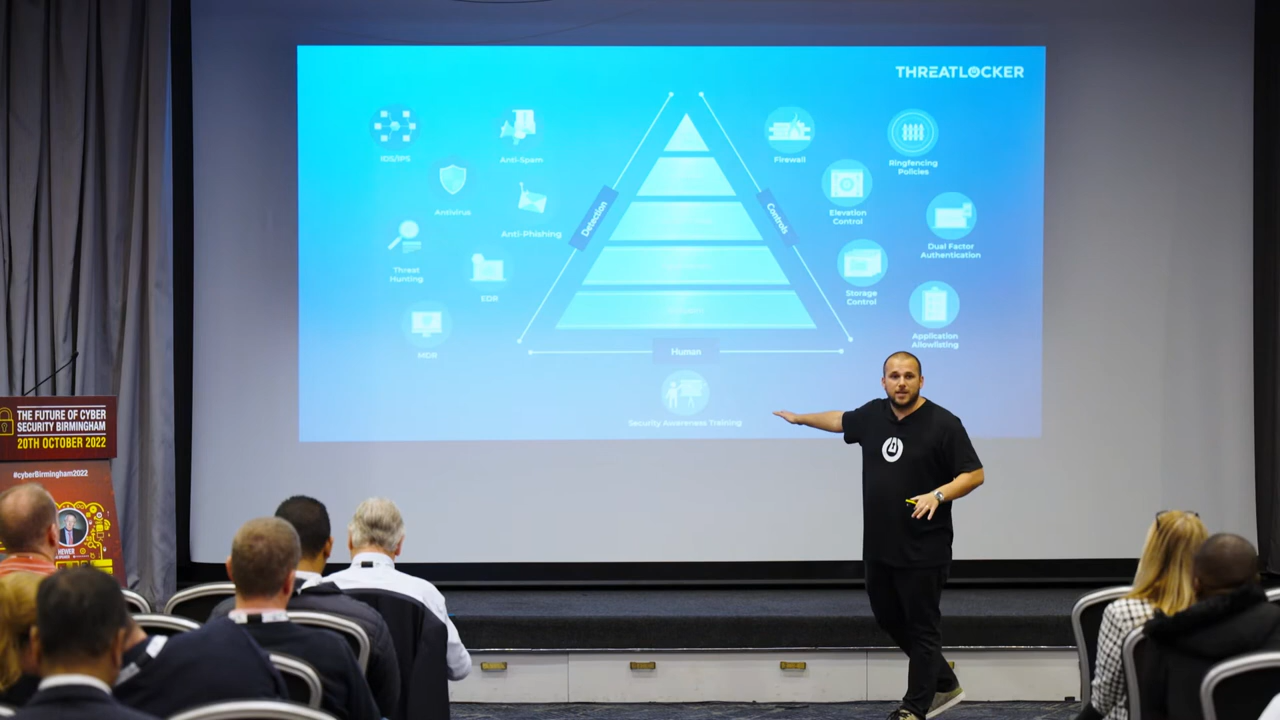 THREATLOCKER
IDS/IPS
Anti-Spam
Antivirus
Anti-Phishing
Threat
Hunting
EDR
MDR
Detection
Controls
Human
Security Awareness Training
Firewall
Ringfencing
Policies
Elevation
Control
Dual Factor
Authentication
Storage
Control
Application
Allowlisting
THE FUTURE OF CYBER
SECURITY BIRMINGHAM
20TH OCTOBER 2022
#cyberBirmingham2022
HEWER